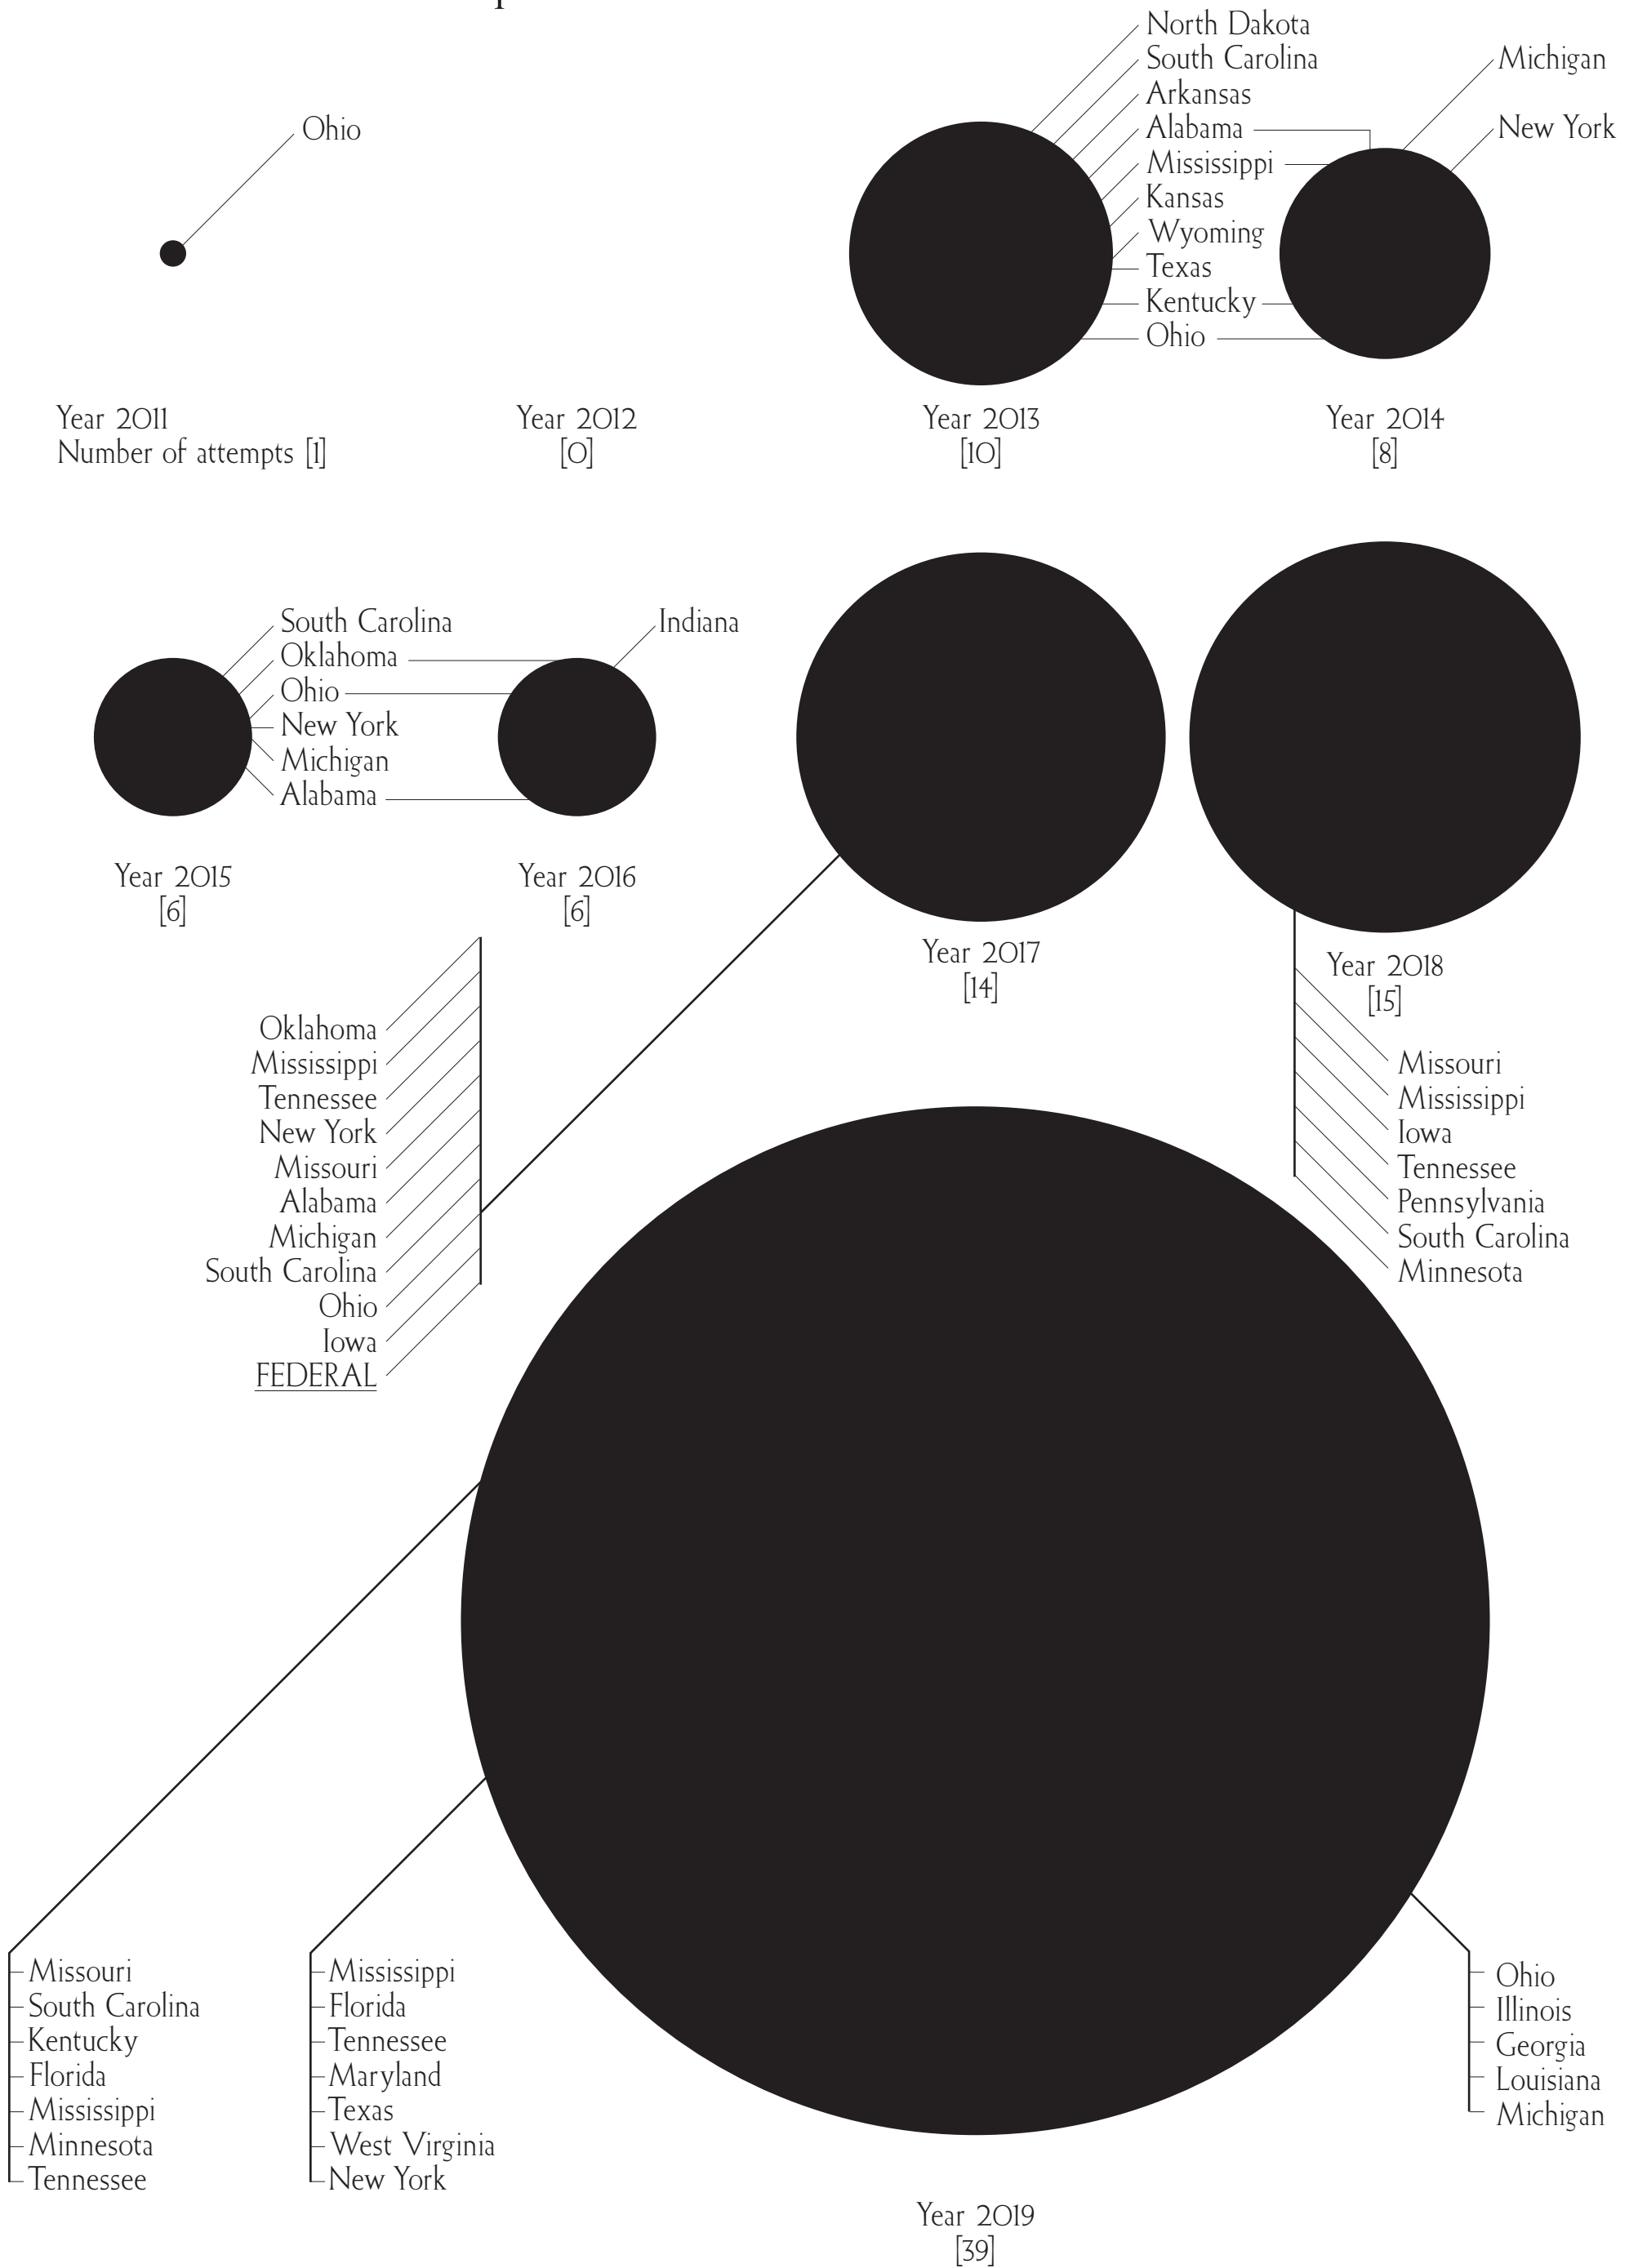 Ohio
North Dakota
South Carolina
Arkansas
Alabama
Mississippi
Kansas
Wyoming
Texas
Kentucky
Ohio
Michigan
New York
Year 2011
Number of attempts [1]
Year 2012
[0]
Year 2013
[10]
Year 2014
[8]
South Carolina
Oklahoma
Ohio
New York
Michigan
Alabama
Indiana
Year 2015
[6]
Year 2016
[6]
Year 2017
[14]
Year 2018
[15]
Oklahoma
Mississippi
Tennessee
New York
Missouri
Alabama
Michigan
South Carolina
Ohio
Iowa
FEDERAL
Missouri
Mississippi
Iowa
Tennessee
Pennsylvania
South Carolina
Minnesota
Missouri
South Carolina
Kentucky
Florida
Mississippi
Minnesota
Tennessee
Mississippi
Florida
Tennessee
Maryland
Texas
West Virginia
New York
Ohio
Illinois
Georgia
Louisiana
Michigan
Year 2019
[39]